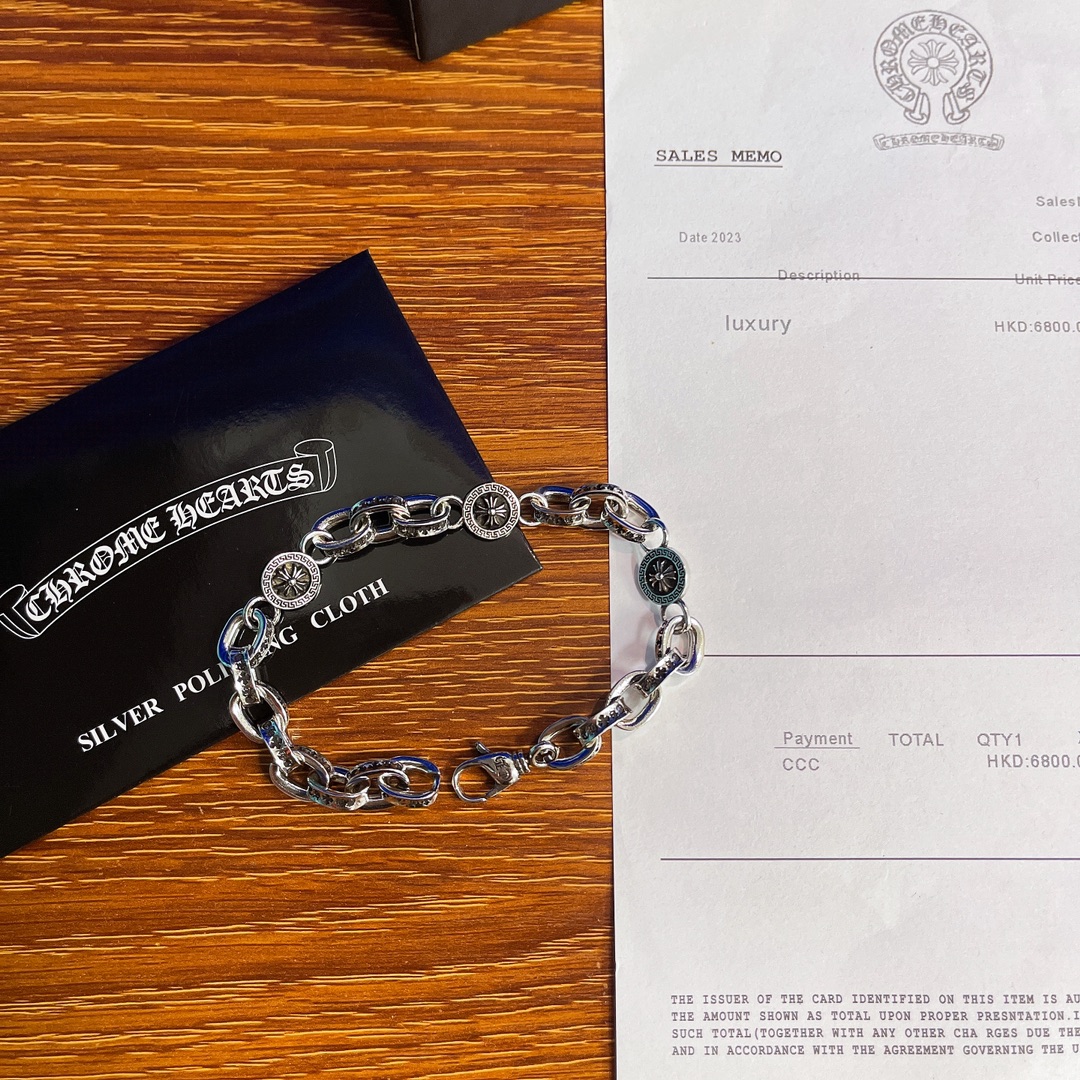 CHROME HEARTS
SILVER POLI NG CLOTH
CHROME HEARTS
CHROME HEARTS
SALES MEMO
Sales
Date 2023
Collect
Description
Unit Price
luxury
HKD:6800.0
Payment
TOTAL
QTY1
CCC
HKD:6800.0
THE ISSUER OF THE CARD IDENTIFIED ON THIS ITEM IS AU
THE AMOUNT SHOWN AS TOTAL UPON PROPER PRESNTATION.I
SUCH TOTAL(TOGETHER WITH ANY OTHER CHA RGES DUE THE
AND IN ACCORDANCE WITH THE AGREEMENT GOVERNING THE U